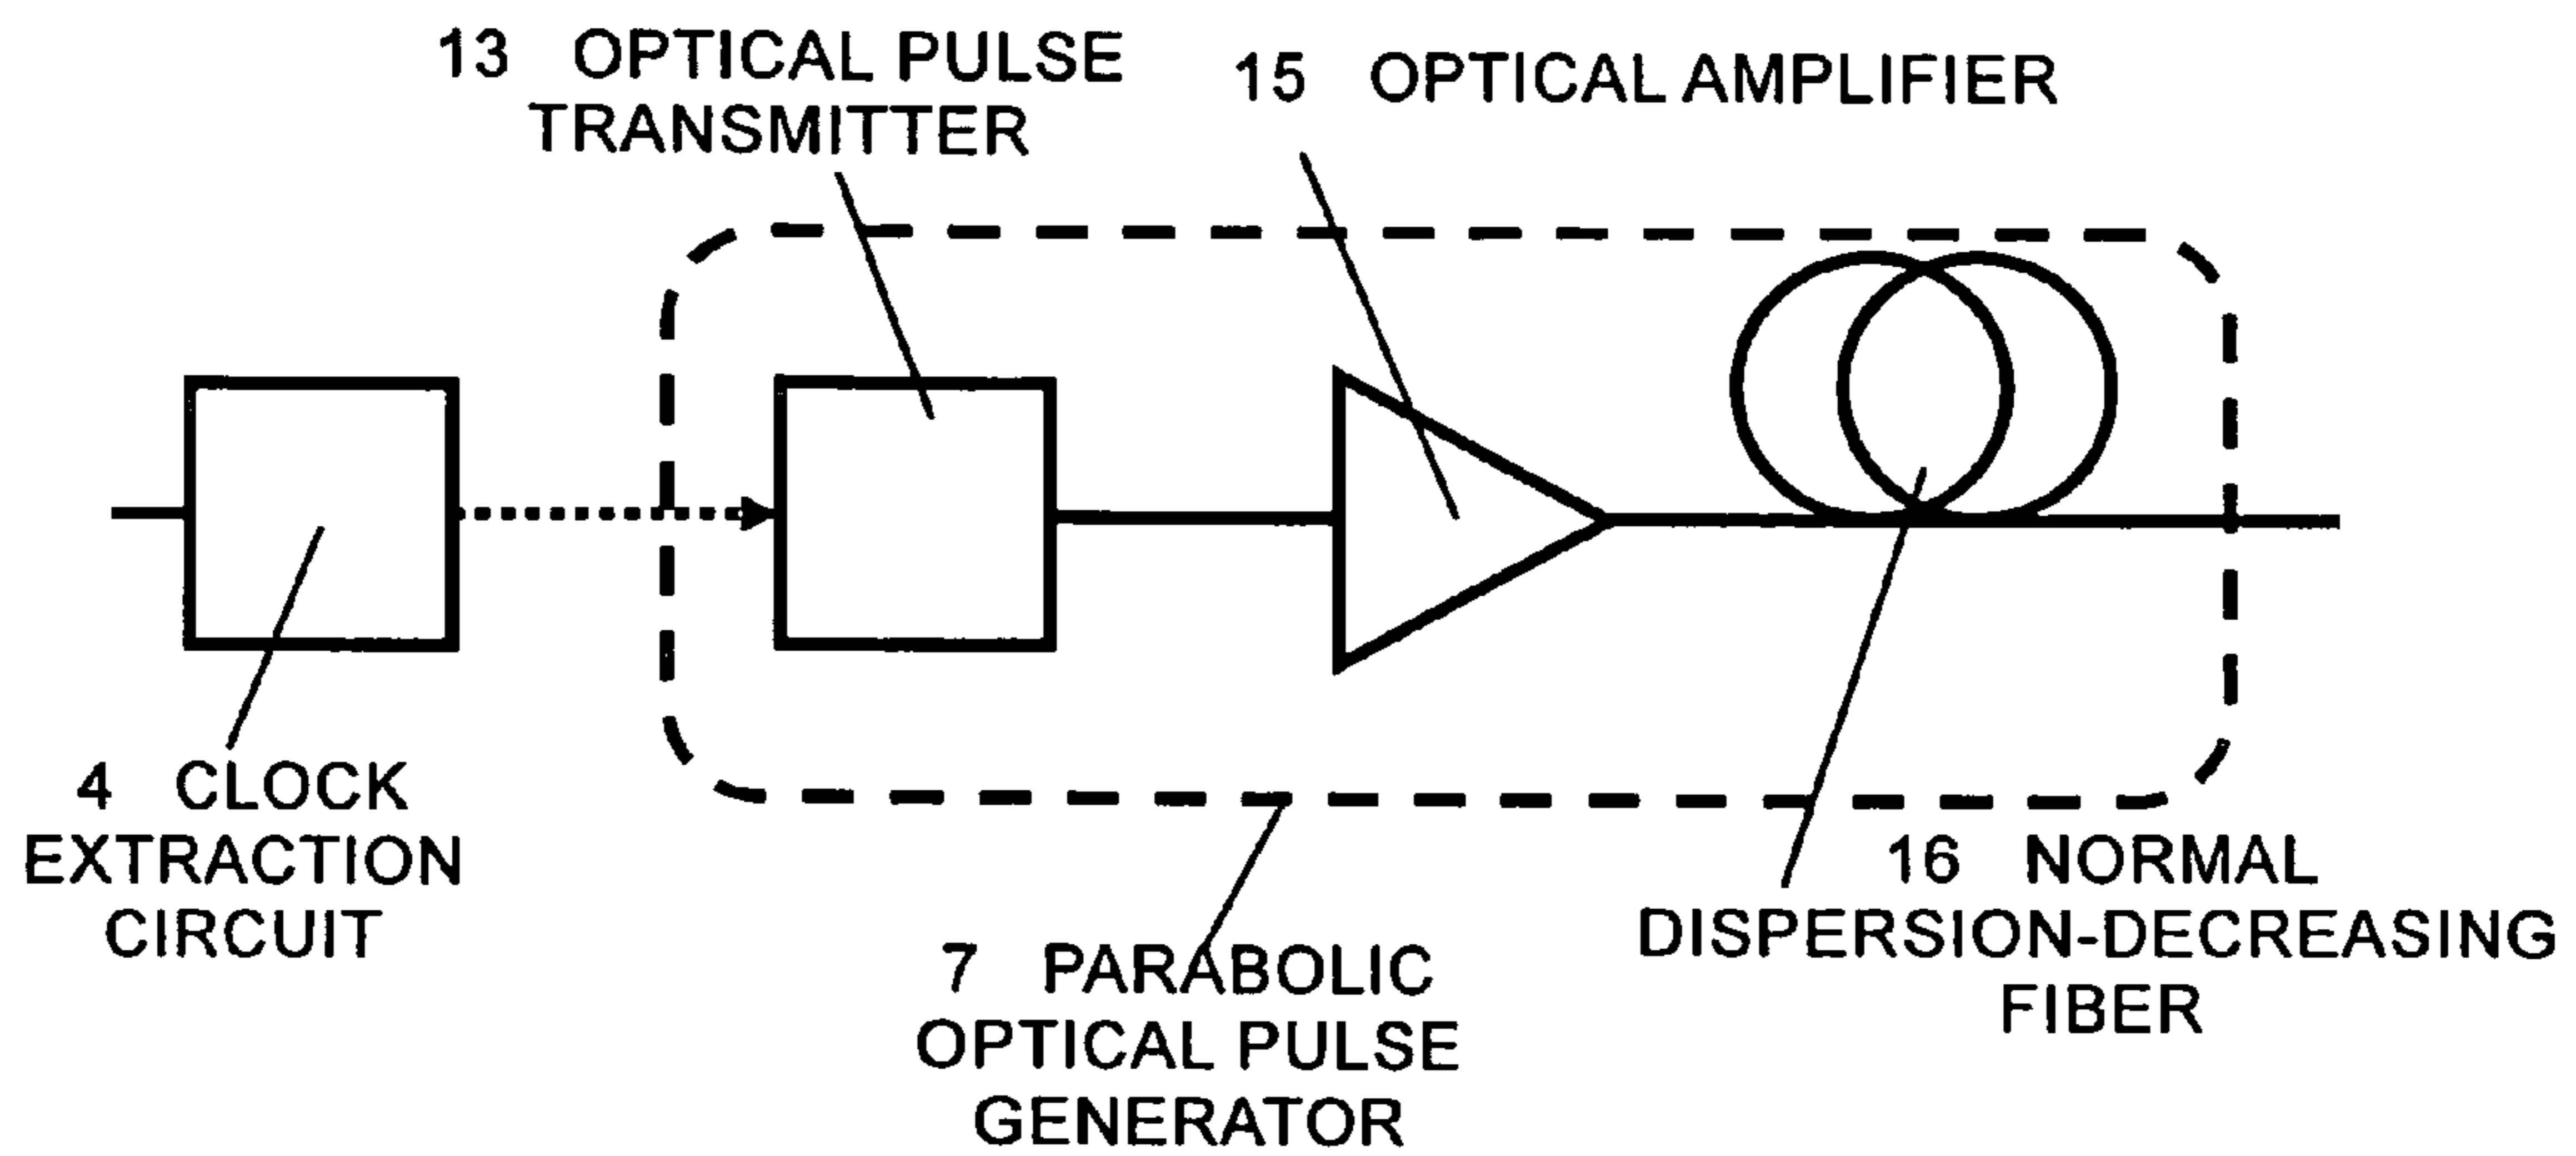 13 OPTICAL PULSE
TRANSMITTER
15 OPTICAL AMPLIFIER
4 CLOCK
EXTRACTION
CIRCUIT
7 PARABOLIC
OPTICAL PULSE
GENERATOR
16 NORMAL
DISPERSION-DECREASING
FIBER